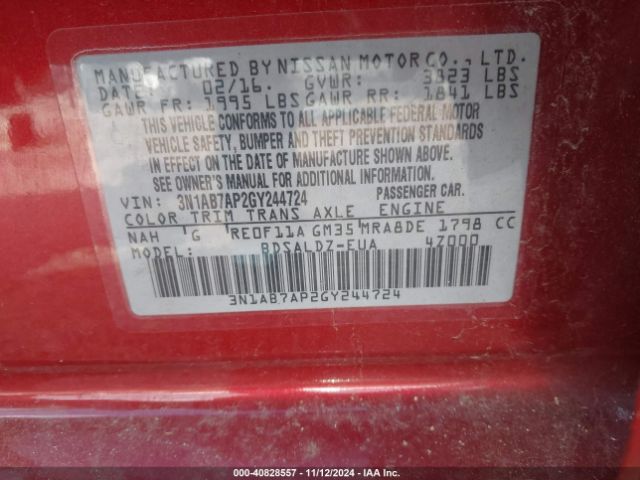 MANUFACTURED BY NISSAN MOTOR CO., LTD.
DATE: 02/16. GVWR: 3823 LBS
GAWR FR: 1995 LBS GAWR RR: 1841 LBS
THIS VEHICLE CONFORMS TO ALL APPLICABLE FEDERAL MOTOR
VEHICLE SAFETY, BUMPER AND THEFT PREVENTION STANDARDS
IN EFFECT ON THE DATE OF MANUFACTURE SHOWN ABOVE.
SEE OWNER'S MANUAL FOR ADDITIONAL INFORMATION.
VIN: 3N1AB7AP2GY244724 PASSENGER CAR.
COLOR TRIM TRANS AXLE ENGINE
NAH G RE0F11A GM35 MRA8DE 1798 CC
MODEL: BDSALDZ-EUA 4Z000
3N1AB7AP2GY244724
000-40828557 - 11/12/2024 - IAA Inc.